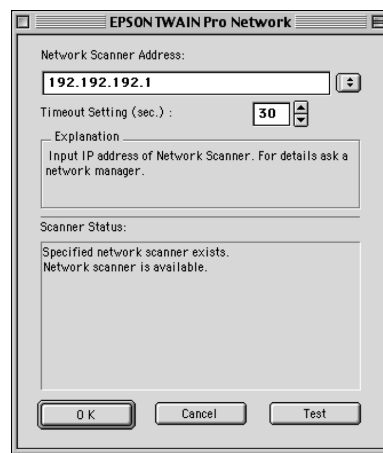 EPSON TWAIN Pro Network
Network Scanner Address:
192.192.192.1
Timeout Setting (sec.) :
30
Explanation
Input IP address of Network Scanner. For details ask a
network manager.
Scanner Status:
Specified network scanner exists.
Network scanner is available.
OK
Cancel
Test